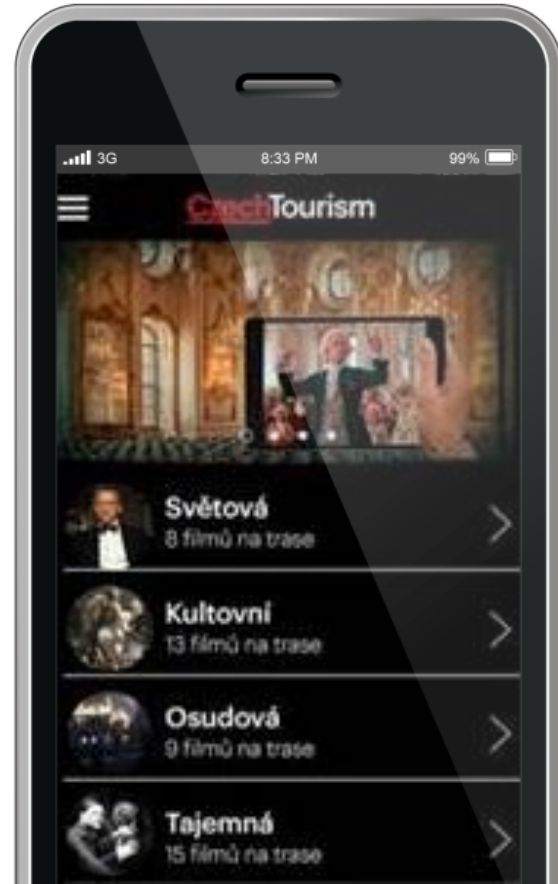 3G 8:33 PM 99%
CzechTourism
Světová
8 filmů na trase
Kultovní
13 filmů na trase
Osudová
9 filmů na trase
Tajemná
15 filmů na trase